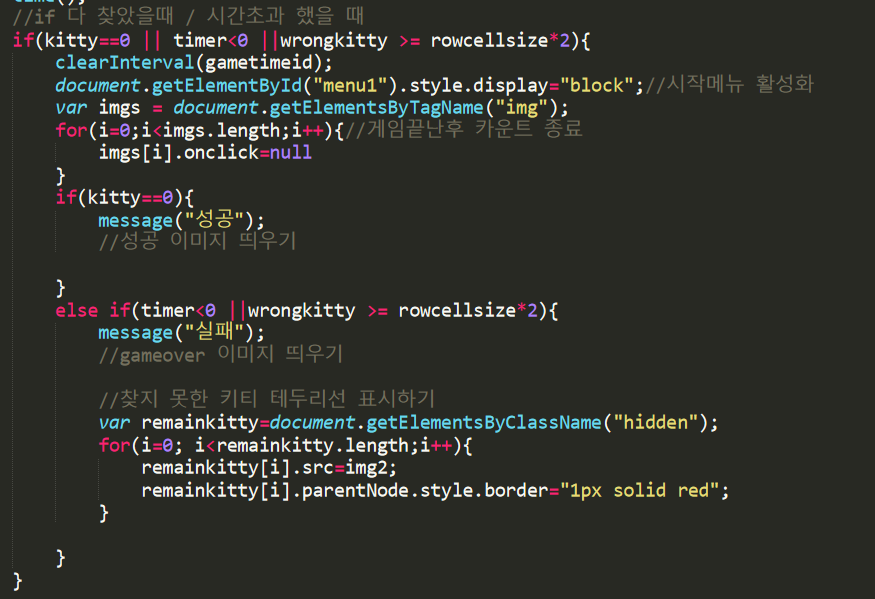 //if 다 찾았을때 / 시간초과 했을 때
if(kitty==0 || timer<0 ||wrongkitty >= rowcellsize*2){
clearInterval(gametimeid);
document.getElementById("menu1").style.display="block";//시작메뉴 활성화
var imgs = document.getElementsByTagName("img");
for(i=0;i<imgs.length;i++){//게임끝난후 카운트 종료
imgs[i].onclick=null
}
if(kitty==0){
message("성공");
//성공 이미지 띄우기
}
else if(timer<0 ||wrongkitty >= rowcellsize*2){
message("실패");
//gameover 이미지 띄우기
//찾지 못한 키티 테두리선 표시하기
var remainkitty=document.getElementsByClassName("hidden");
for(i=0; i<remainkitty.length;i++){
remainkitty[i].src=img2;
remainkitty[i].parentNode.style.border="1px solid red";
}
}
}